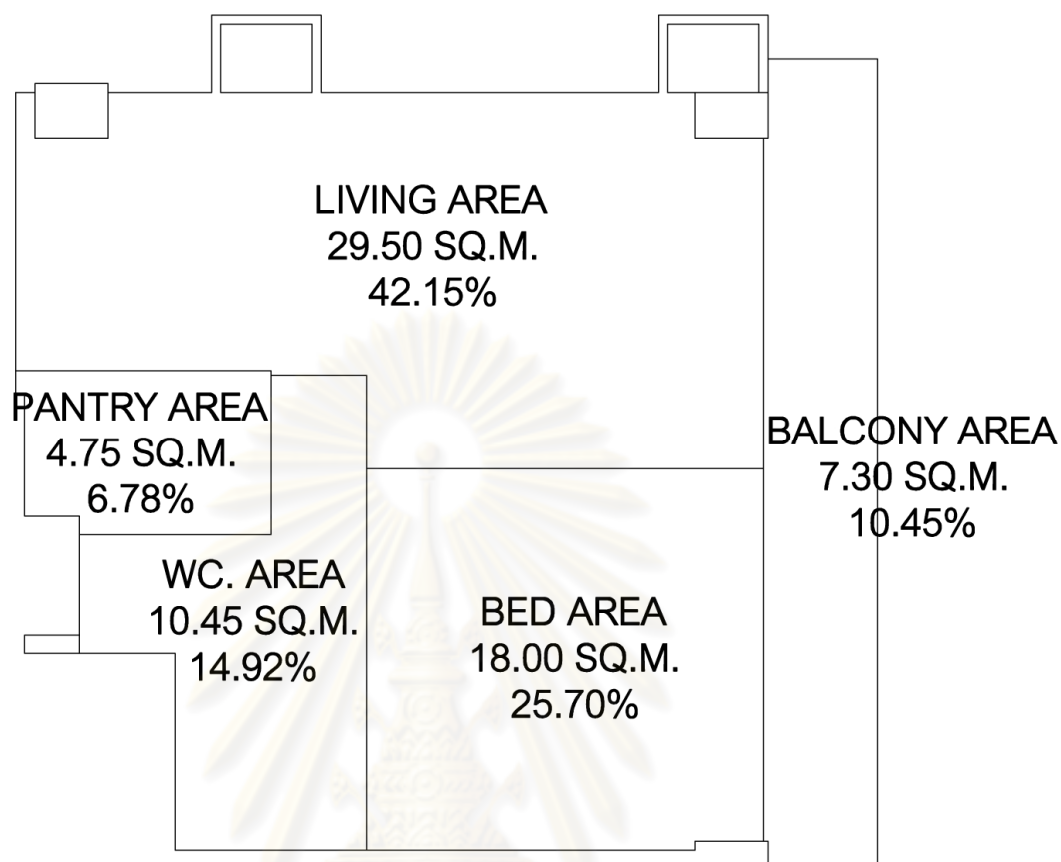 LIVING AREA
29.50 SQ.M.
42.15%
PANTRY AREA
4.75 SQ.M.
6.78%
BALCONY AREA
7.30 SQ.M.
10.45%
WC. AREA
10.45 SQ.M.
14.92%
BED AREA
18.00 SQ.M.
25.70%